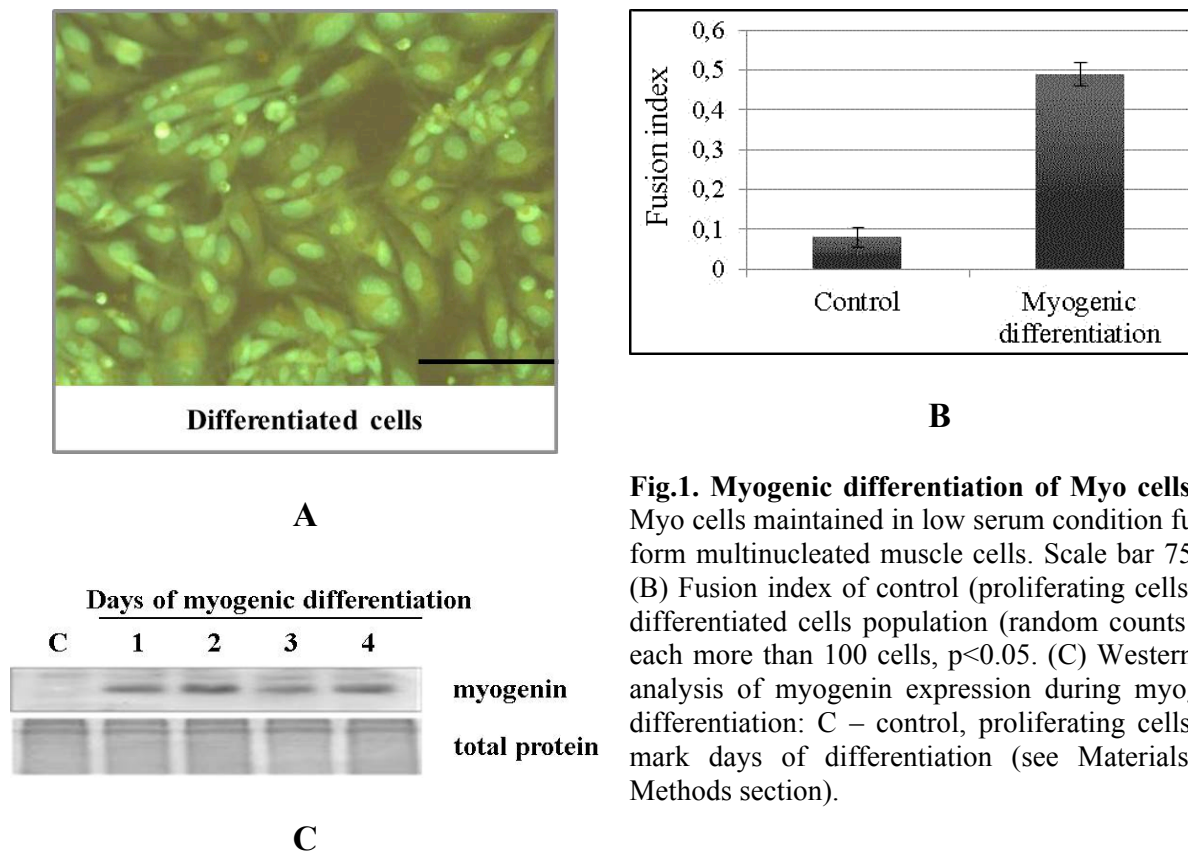 Differentiated cells
A
0,6
0,5
0,4
0,3
0,2
0,1
0
Fusion index
Control
Myogenic differentiation
B
Days of myogenic differentiation
C 1 2 3 4
myogenin
total protein
C
Fig.1. Myogenic differentiation of Myo cells
Myo cells maintained in low serum condition fu
form multinucleated muscle cells. Scale bar 75
(B) Fusion index of control (proliferating cells
differentiated cells population (random counts
each more than 100 cells, p<0.05. (C) Western
analysis of myogenin expression during myo
differentiation: C – control, proliferating cells
mark days of differentiation (see Materials
Methods section).